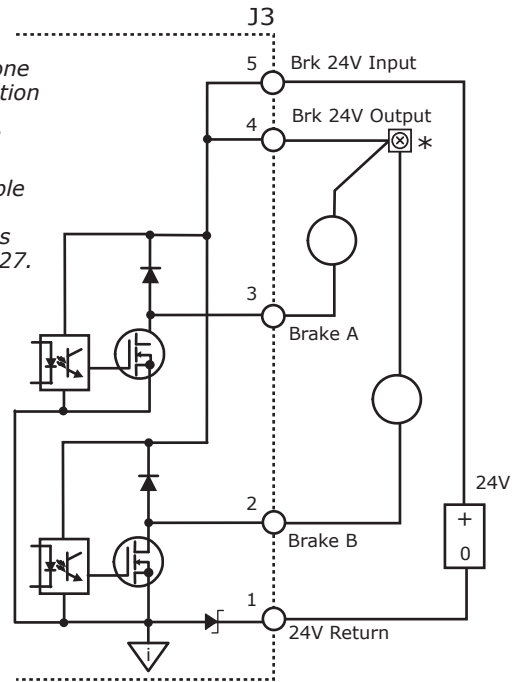 J3
one
tion
ple
s
27.
5 Brk 24V Input
Brk 24V Output
4
*
3
Brake A
24V
+
0
2
Brake B
1
24V Return
i